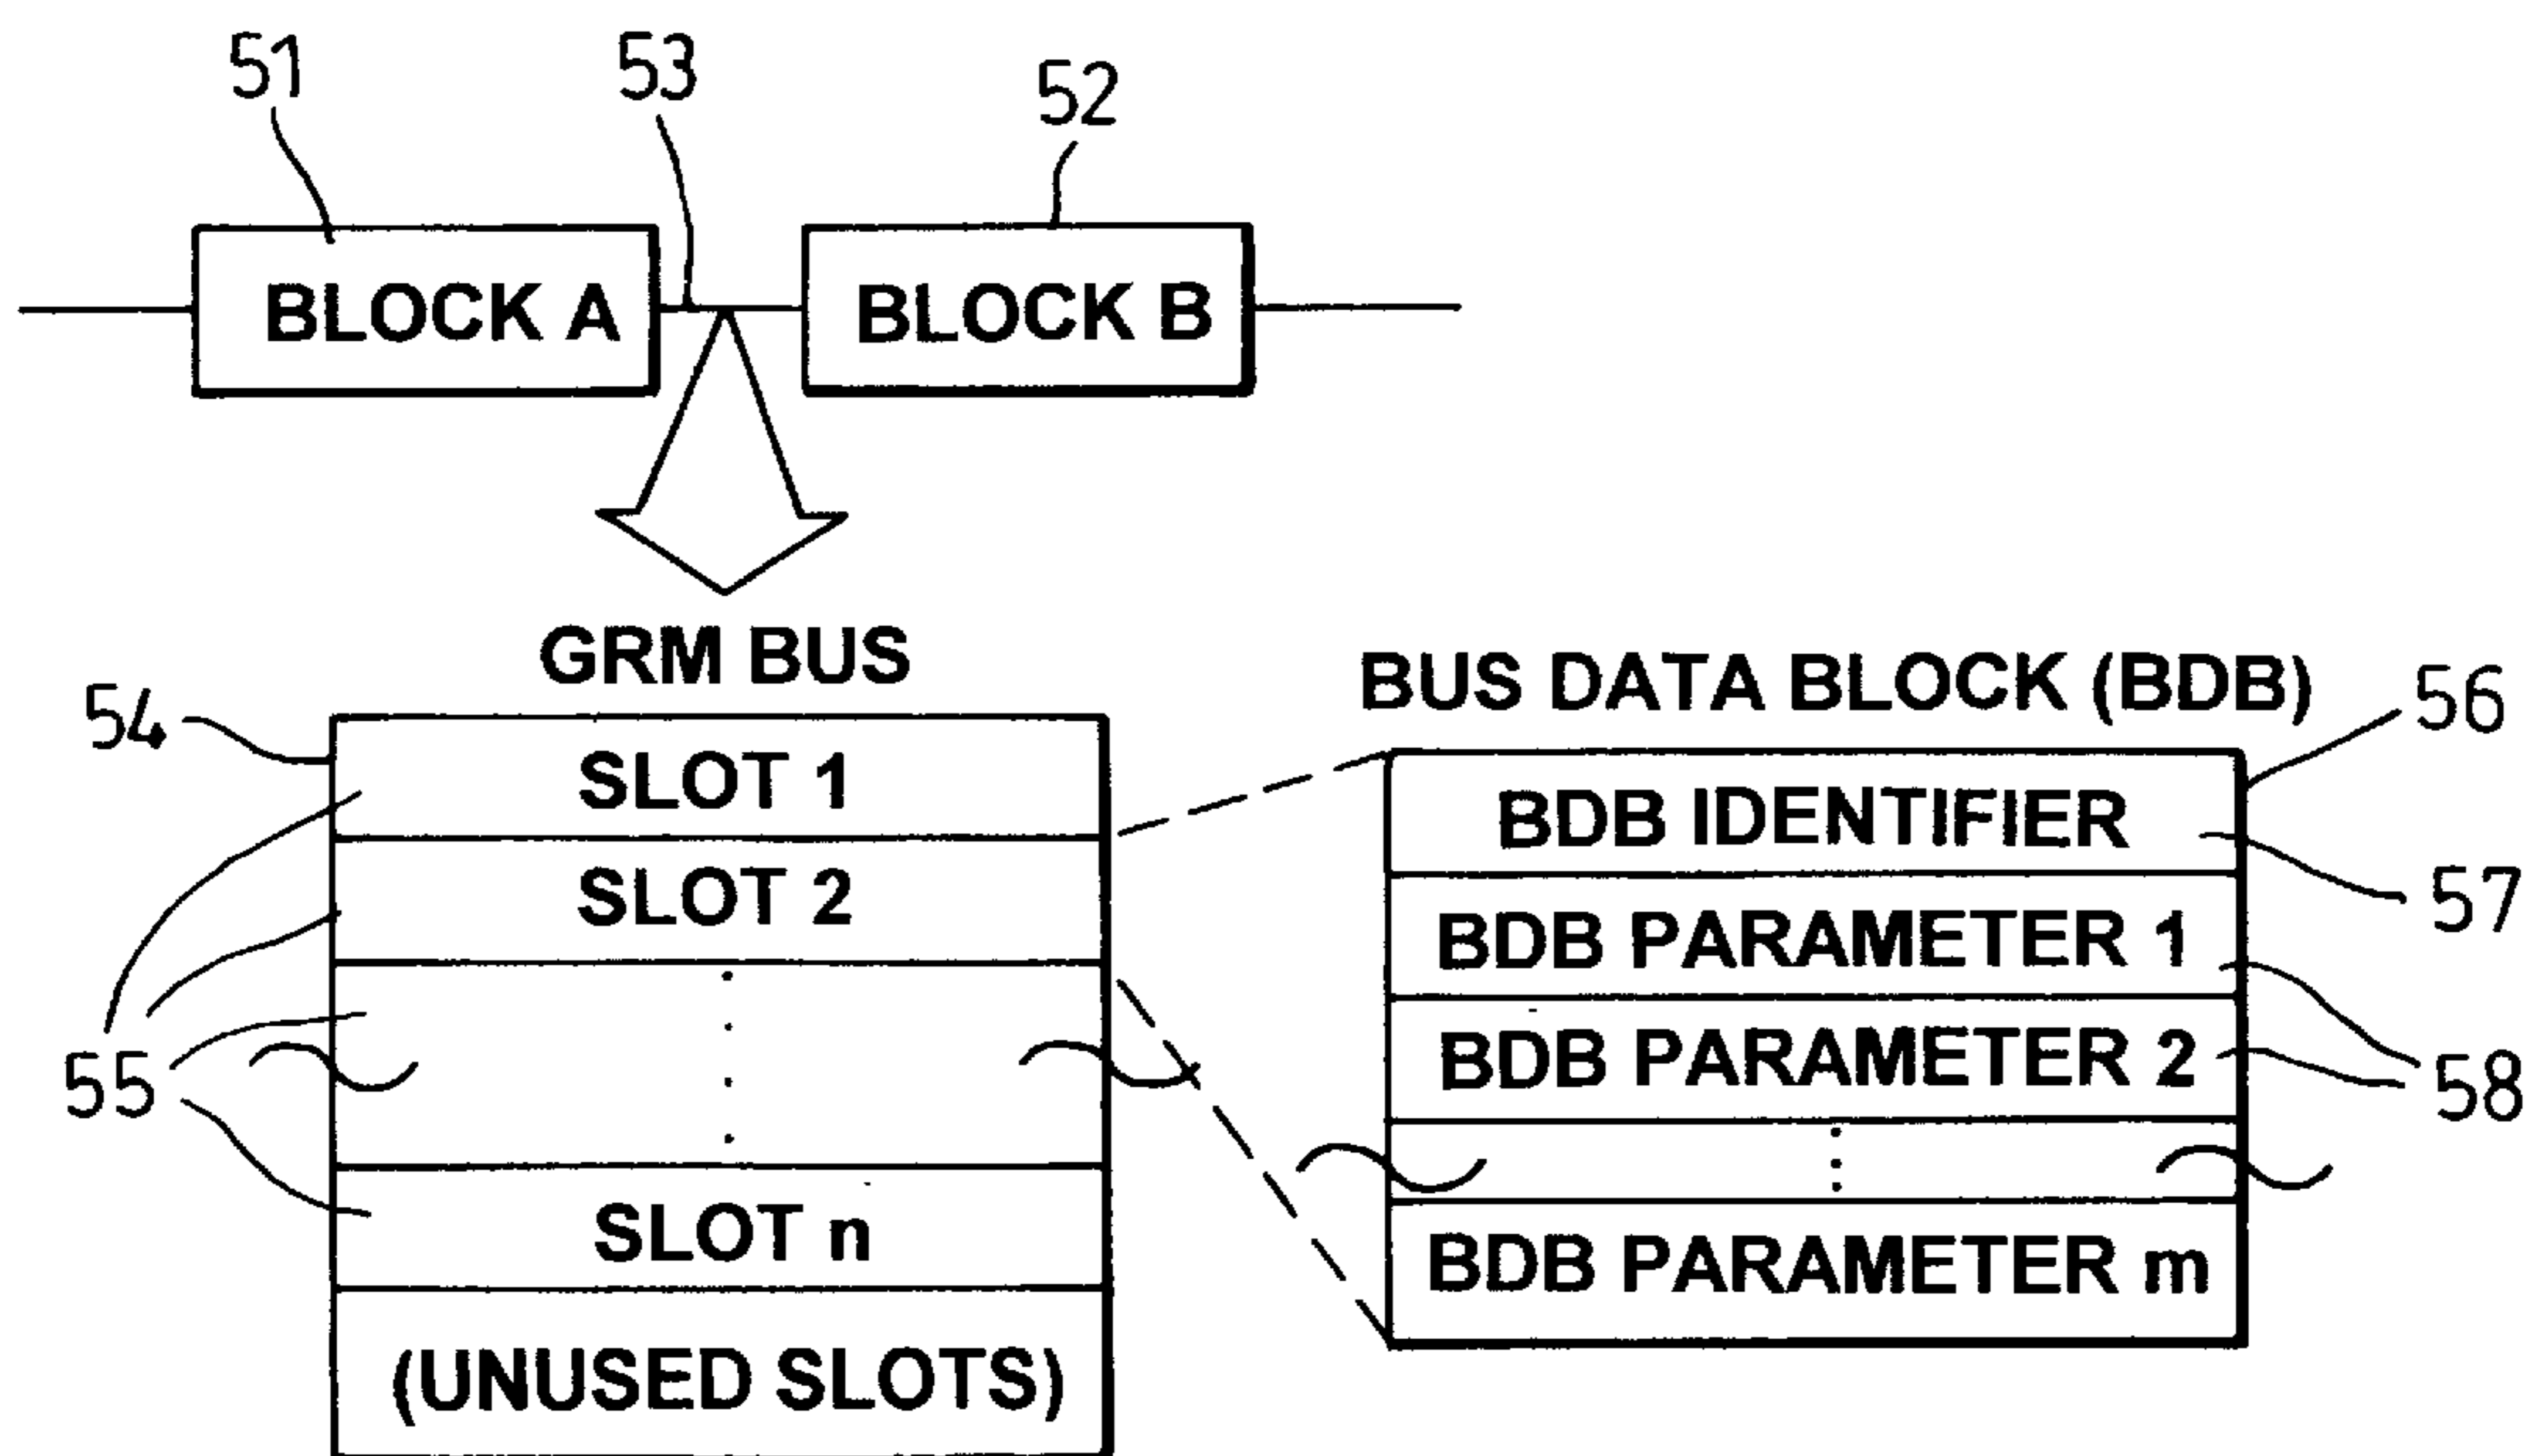 51
53
52
BLOCK A
BLOCK B
GRM BUS
BUS DATA BLOCK (BDB)
54
56
SLOT 1
BDB IDENTIFIER
SLOT 2
57
BDB PARAMETER 1
55
BDB PARAMETER 2
58
SLOT n
BDB PARAMETER m
(UNUSED SLOTS)